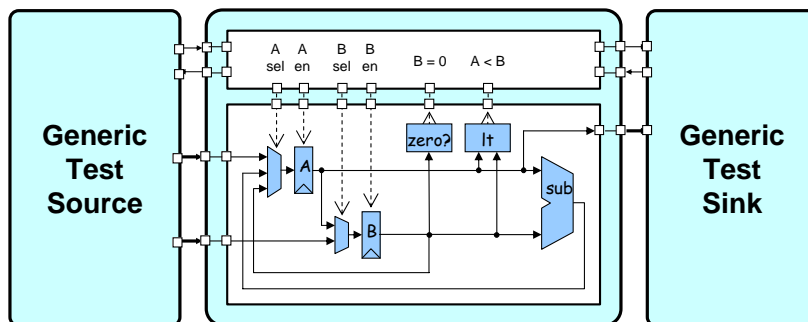 A A B B
sel en sel en
B = 0 A < B
Generic
Test
Source
zero? lt
A
sub
B
Generic
Test
Sink